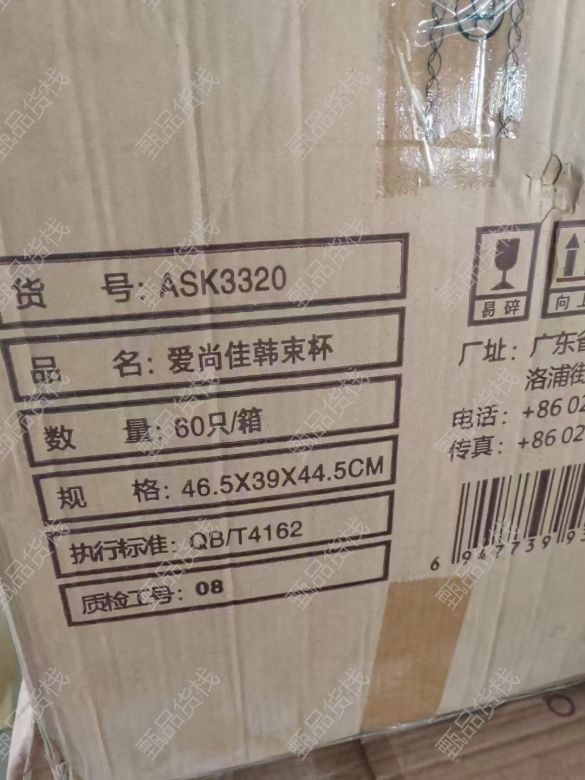 货 号: ASK3320
品 名: 爱尚佳韩束杯
数 量: 60只/箱
规 格: 46.5X39X44.5CM
执行标准: QB/T4162
质检工号: 08
易碎
向上
厂址: 广东省
洛浦街
电话: +86 02
传真: +86 02
6 947739 93
甄品货栈